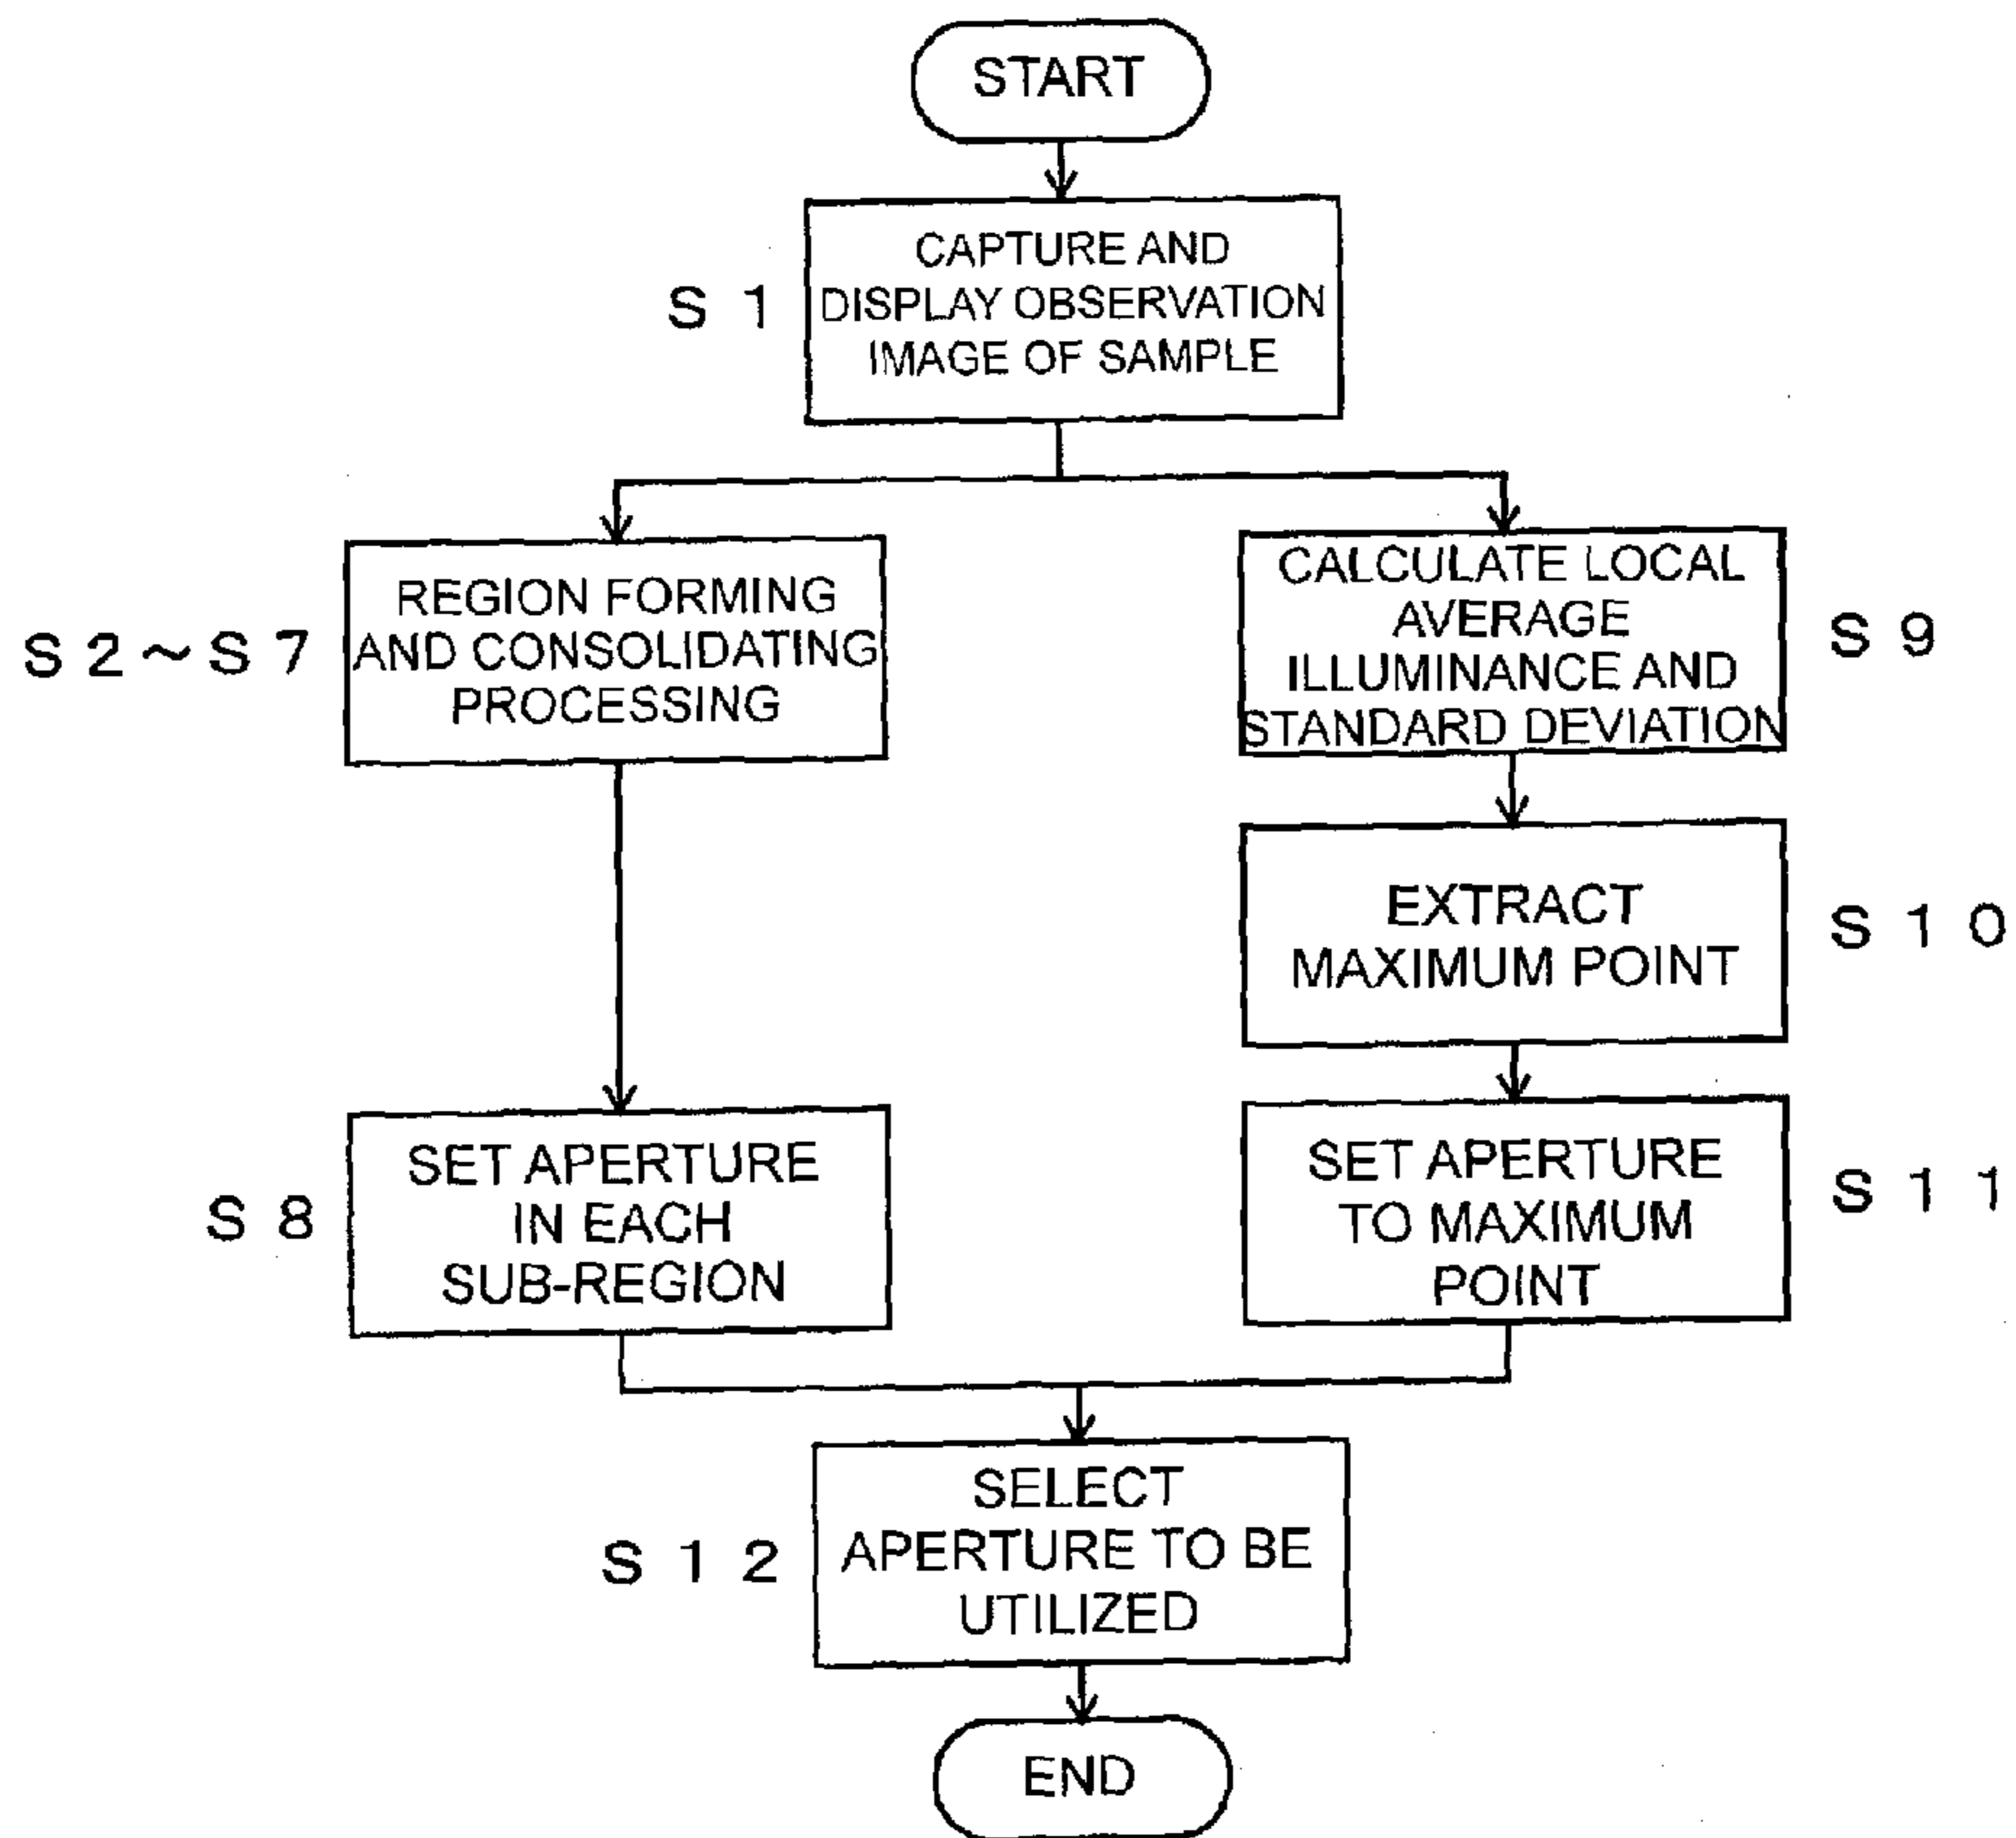 START
S 1
CAPTURE AND
DISPLAY OBSERVATION
IMAGE OF SAMPLE
S 2 ~ S 7
REGION FORMING
AND CONSOLIDATING
PROCESSING
CALCULATE LOCAL
AVERAGE
ILLUMINANCE AND
STANDARD DEVIATION
S 9
EXTRACT
MAXIMUM POINT
S 1 0
S 8
SET APERTURE
IN EACH
SUB-REGION
SET APERTURE
TO MAXIMUM
POINT
S 1 1
S 1 2
SELECT
APERTURE TO BE
UTILIZED
END